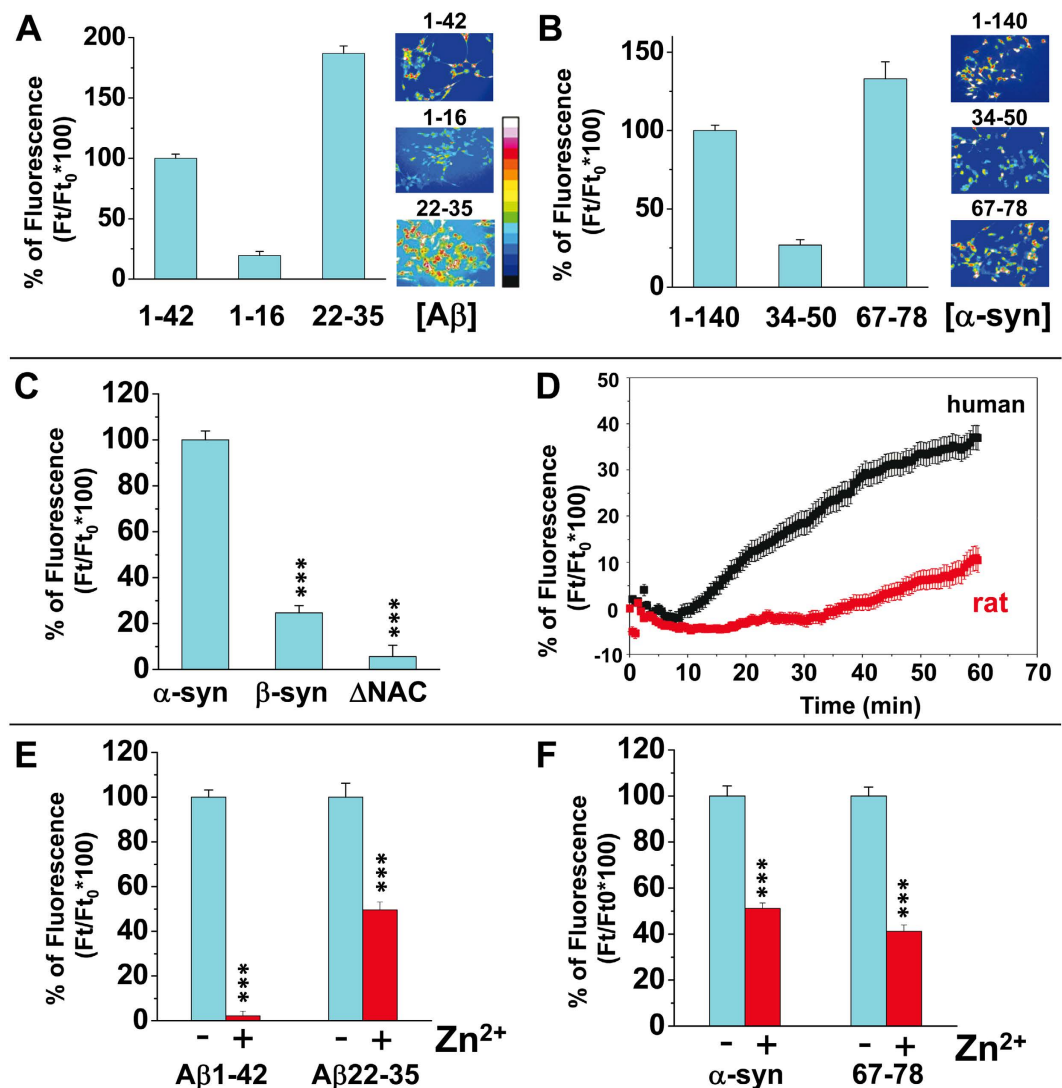 A
% of Fluorescence
(Ft/Ft₀*100)
200
150
100
50
0
1-42
1-16
22-35
[Aβ]
1-42
1-16
22-35
B
% of Fluorescence
(Ft/Ft₀*100)
150
100
50
0
1-140
34-50
67-78
[α-syn]
1-140
34-50
67-78
C
% of Fluorescence
(Ft/Ft₀*100)
120
100
80
60
40
20
0
***
***
α-syn
β-syn
ΔNAC
D
% of Fluorescence
(Ft/Ft₀*100)
50
40
30
20
10
0
-10
human
rat
0
10
20
30
40
50
60
70
Time (min)
E
% of Fluorescence
(Ft/Ft₀*100)
120
100
80
60
40
20
0
***
***
- + - + Zn²⁺
Aβ1-42
Aβ22-35
F
% of Fluorescence
(Ft/Ft0*100)
120
100
80
60
40
20
0
***
***
- + - + Zn²⁺
α-syn
67-78